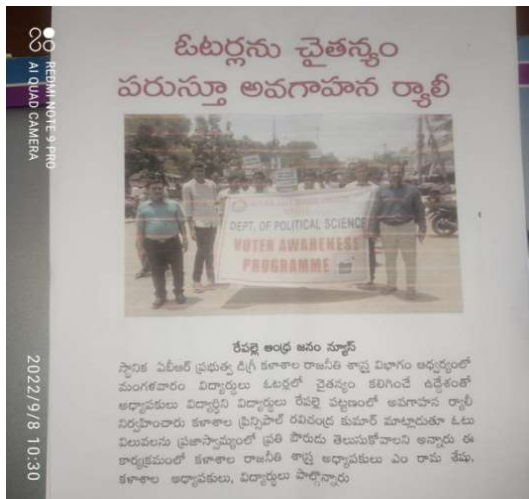 ఓటర్లను చైతన్యం
పరుస్తూ అవగాహన ర్యాలీ
DEPT. OF POLITICAL SCIENCE
VOTER AWARENESS
PROGRAMME
రేపల్లె ఆంధ్ర జనం న్యూస్
స్థానిక ఏబీఆర్ ప్రభుత్వ డిగ్రీ కళాశాల రాజనీతి శాస్త్ర విభాగం ఆధ్వర్యంలో
మంగళవారం విద్యార్థులు ఓటర్లలో చైతన్యం కలిగించే ఉద్దేశంతో
అధ్యాపకులు విద్యార్థిని విద్యార్థులు రేపల్లె పట్టణంలో అవగాహన ర్యాలీ
నిర్వహించారు కళాశాల ప్రిన్సిపాల్ రవిచంద్ర కుమార్ మాట్లాడుతూ ఓటు
విలువలను ప్రజాస్వామ్యంలో ప్రతి పౌరుడు తెలుసుకోవాలని అన్నారు ఈ
కార్యక్రమంలో కళాశాల రాజనీతి శాస్త్ర అధ్యాపకులు ఎం రామ శేషు,
కళాశాల అధ్యాపకులు, విద్యార్థులు పాల్గొన్నారు
REDMI NOTE 9 PRO
AI QUAD CAMERA
2022/9/8 10:30